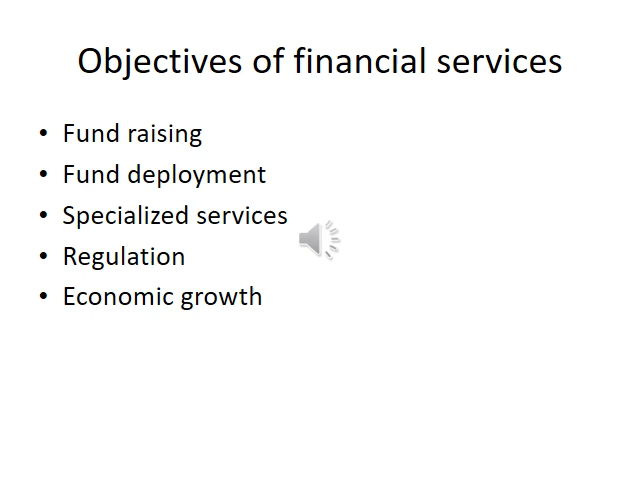 Objectives of financial services
• Fund raising
• Fund deployment
• Specialized services
• Regulation
• Economic growth